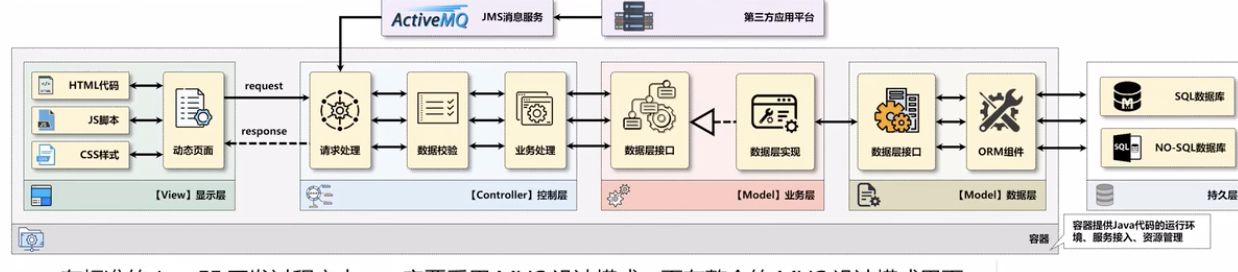 ActiveMQ JMS消息服务
第三方应用平台
HTML代码
JS脚本
CSS样式
动态页面
【View】显示层
request
response
请求处理
数据校验
业务处理
【Controller】控制层
数据层接口
数据层实现
【Model】业务层
数据层接口
ORM组件
【Model】数据层
SQL数据库
SQL
NO-SQL数据库
持久层
容器
容器提供Java代码的运行环
境、服务接入、资源管理